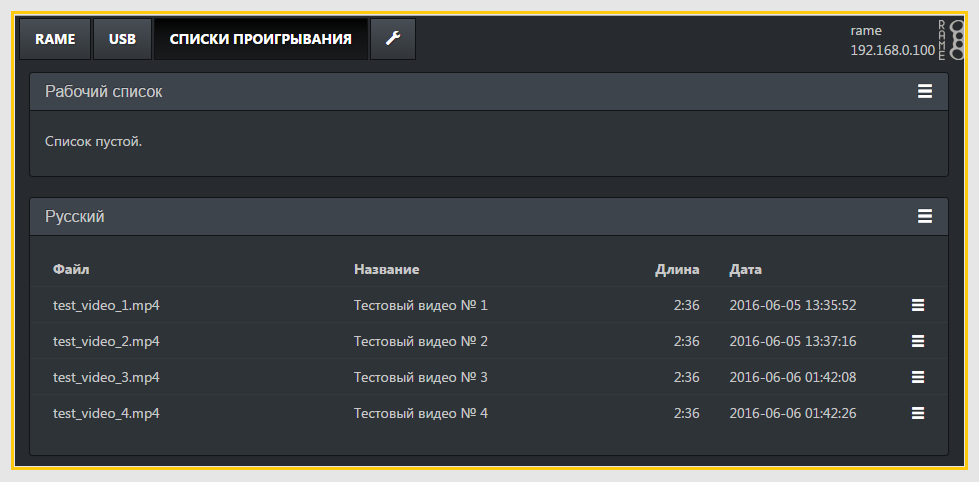 RAME USB СПИСКИ ПРОИГРЫВАНИЯ
rame
192.168.0.100
RAME
Рабочий список
Список пустой.
Русский
Файл Название Длина Дата
test_video_1.mp4 Тестовый видео № 1 2:36 2016-06-05 13:35:52
test_video_2.mp4 Тестовый видео № 2 2:36 2016-06-05 13:37:16
test_video_3.mp4 Тестовый видео № 3 2:36 2016-06-06 01:42:08
test_video_4.mp4 Тестовый видео № 4 2:36 2016-06-06 01:42:26